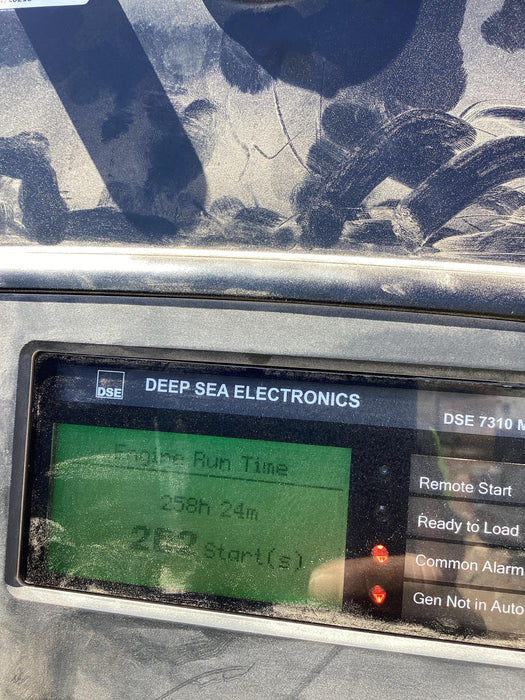 DSE
DEEP SEA ELECTRONICS
DSE 7310 M
Engine Run Time
258h 24m
262 Start(s)
Remote Start
Ready to Load
Common Alarm
Gen Not in Auto